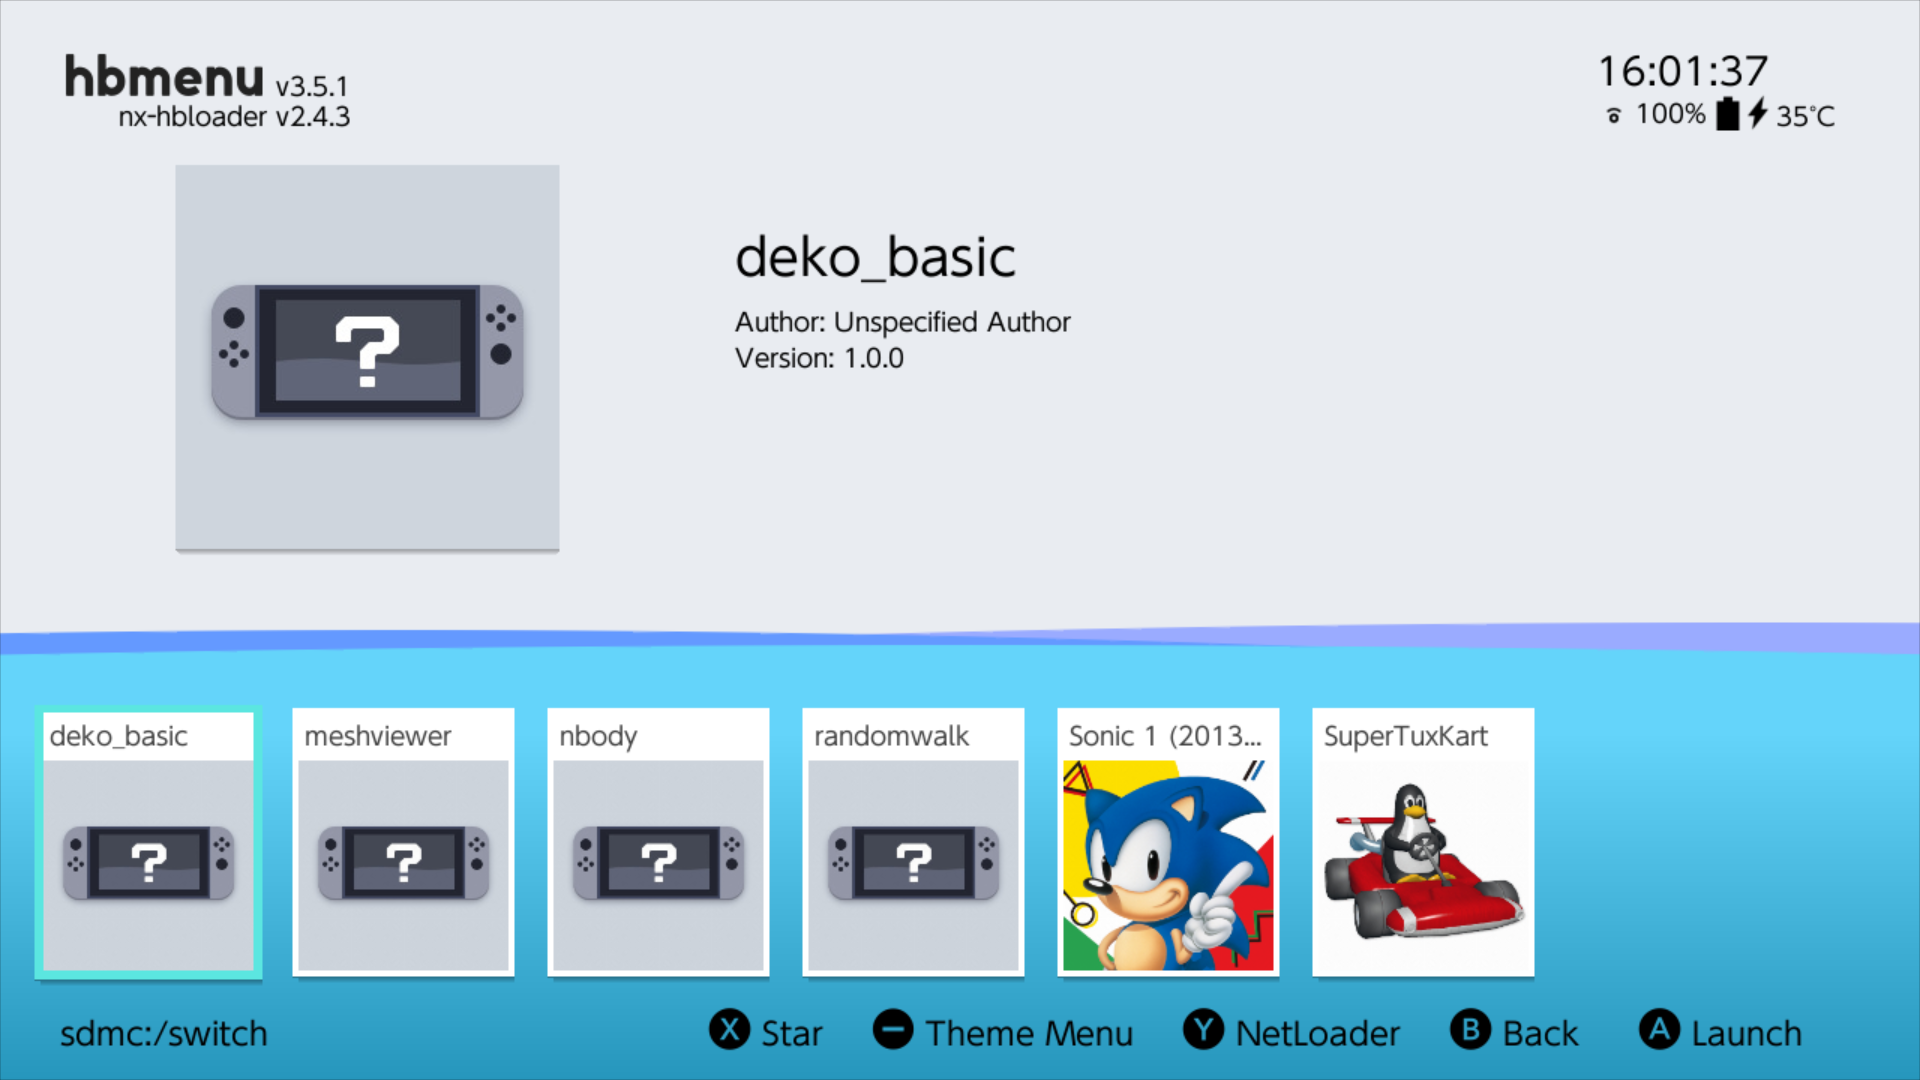 hbmenu v3.5.1
nx-hbloader v2.4.3
16:01:37
100% 35°C
deko_basic
Author: Unspecified Author
Version: 1.0.0
deko_basic
meshviewer
nbody
randomwalk
Sonic 1 (2013...
SuperTuxKart
sdmc:/switch
X Star
Theme Menu
Y NetLoader
B Back
A Launch